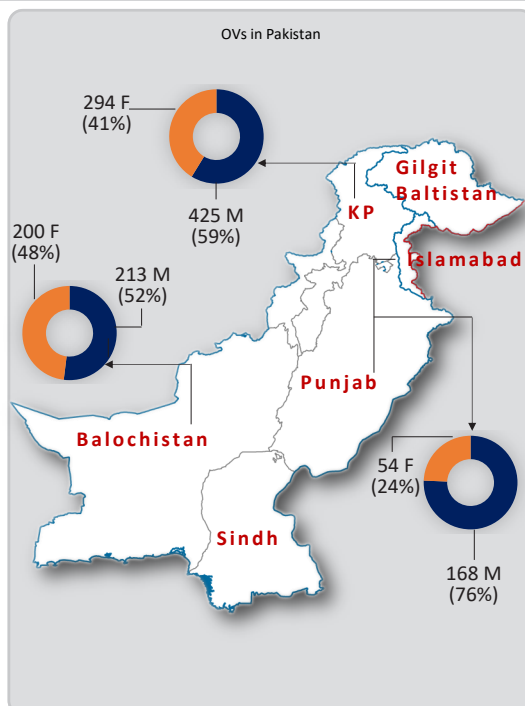 OVs in Pakistan
294 F
(41%)
425 M
(59%)
Gilgit
Baltistan
KP
Islamabad
200 F
(48%)
213 M
(52%)
Punjab
Balochistan
54 F
(24%)
Sindh
168 M
(76%)